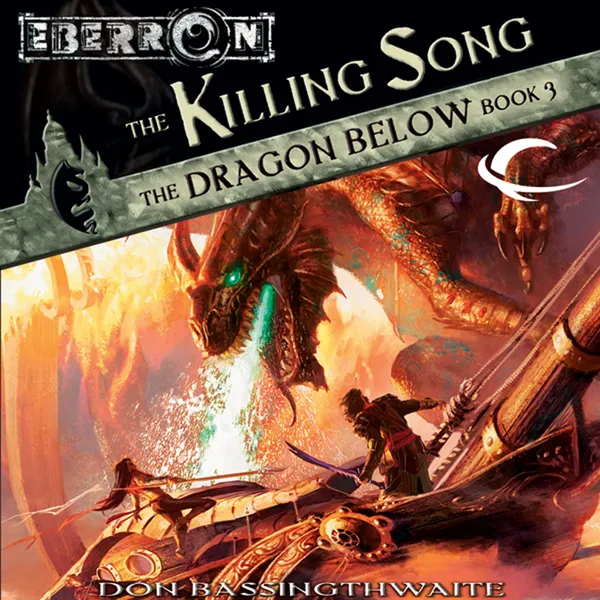 EBERRON
THE KILLING SONG
THE DRAGON BELOW BOOK 3
DON BASSINGTHWAITE